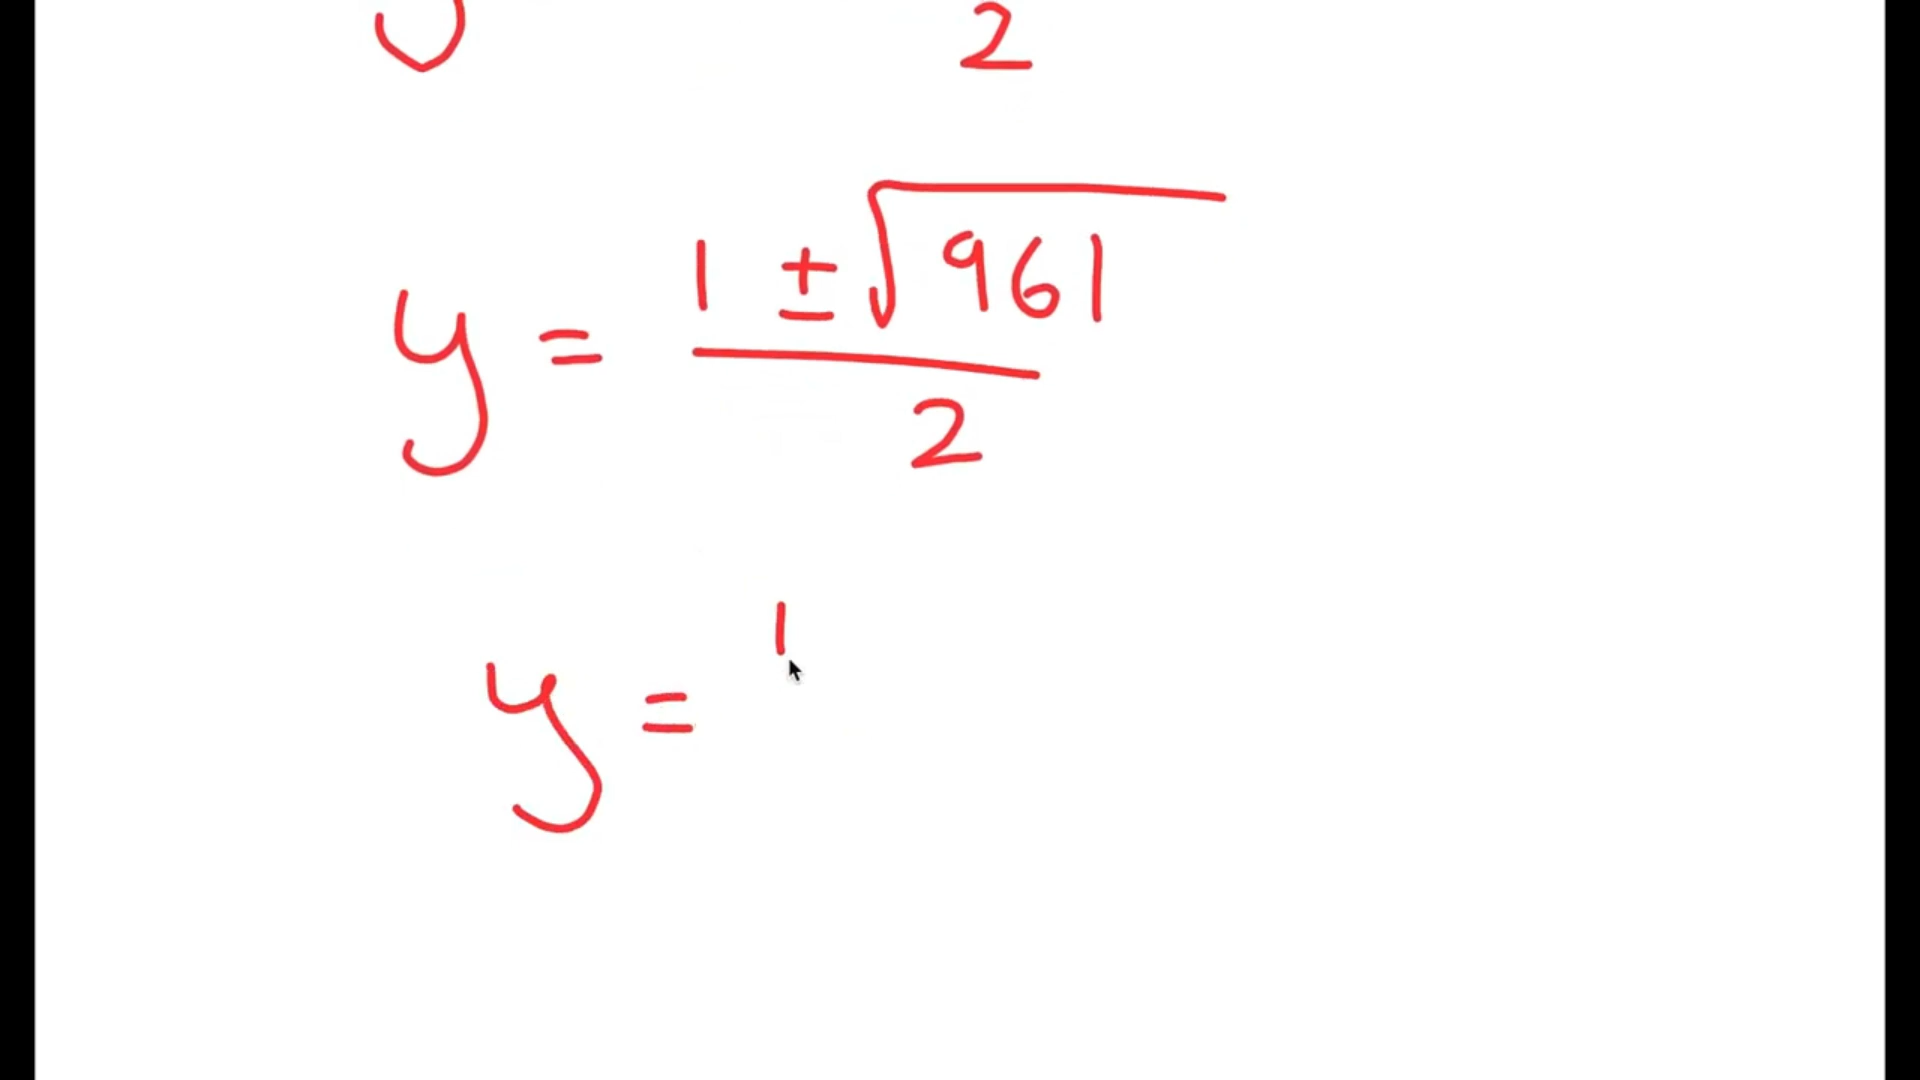 y 2
y = 1 ± √961 / 2
y = 1